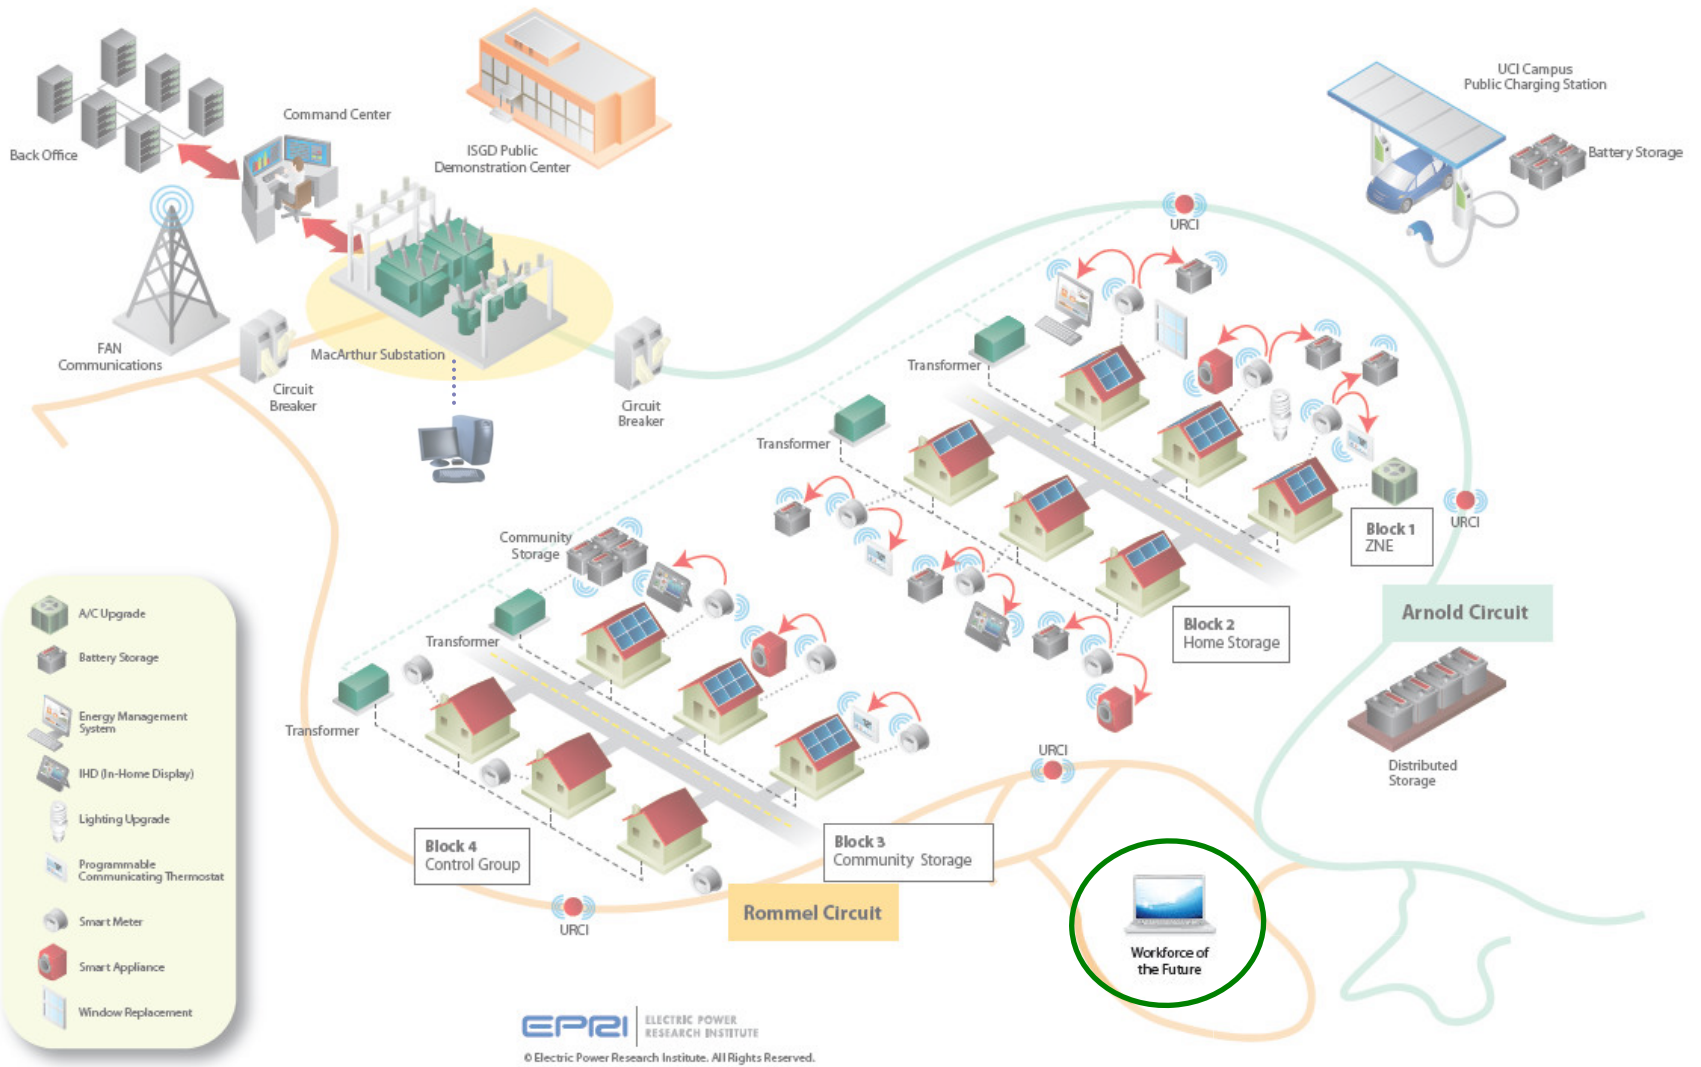 Back Office
Command Center
ISGD Public
Demonstration Center
UCI Campus
Public Charging Station
Battery Storage
FAN
Communications
Circuit
Breaker
MacArthur Substation
Circuit
Breaker
URCI
Transformer
Transformer
Block 1
ZNE
URCI
Community
Storage
Transformer
Block 2
Home Storage
Arnold Circuit
Transformer
Distributed
Storage
URCI
Block 4
Control Group
Block 3
Community Storage
Rommel Circuit
URCI
Workforce of
the Future
A/C Upgrade
Battery Storage
Energy Management
System
IHD (In-Home Display)
Lighting Upgrade
Programmable
Communicating Thermostat
Smart Meter
Smart Appliance
Window Replacement
EPRI
ELECTRIC POWER
RESEARCH INSTITUTE
© Electric Power Research Institute. All Rights Reserved.